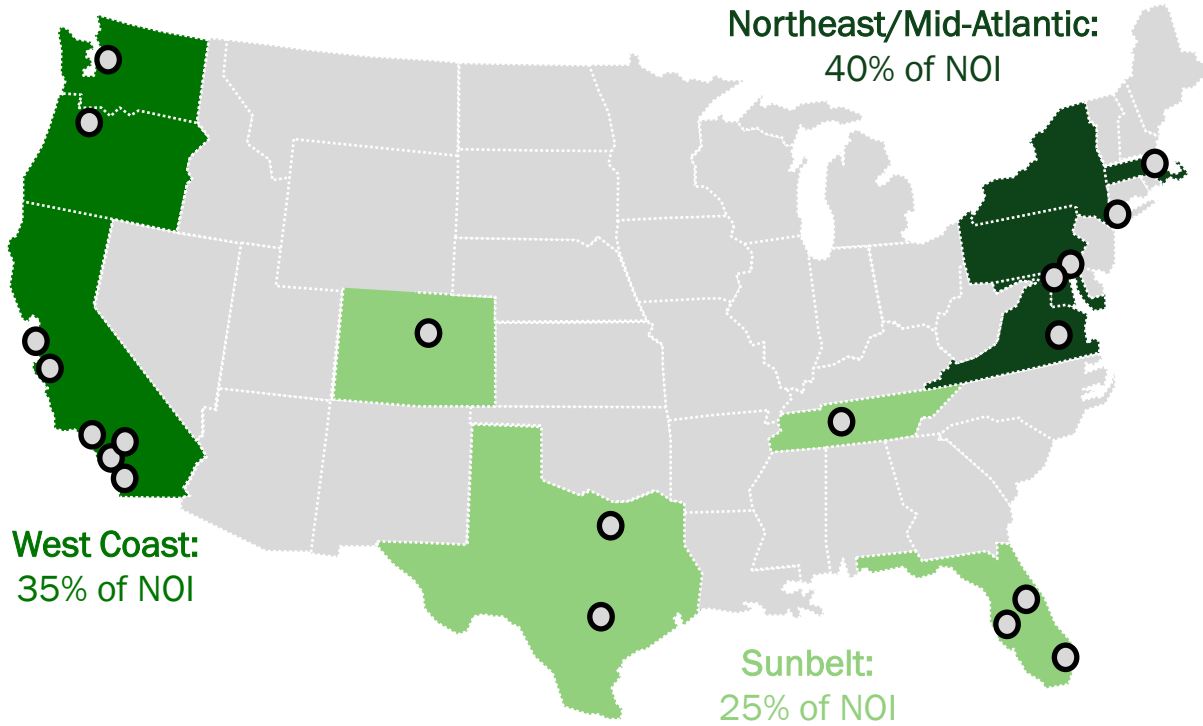 Northeast/Mid-Atlantic:
40% of NOI
West Coast:
35% of NOI
Sunbelt:
25% of NOI